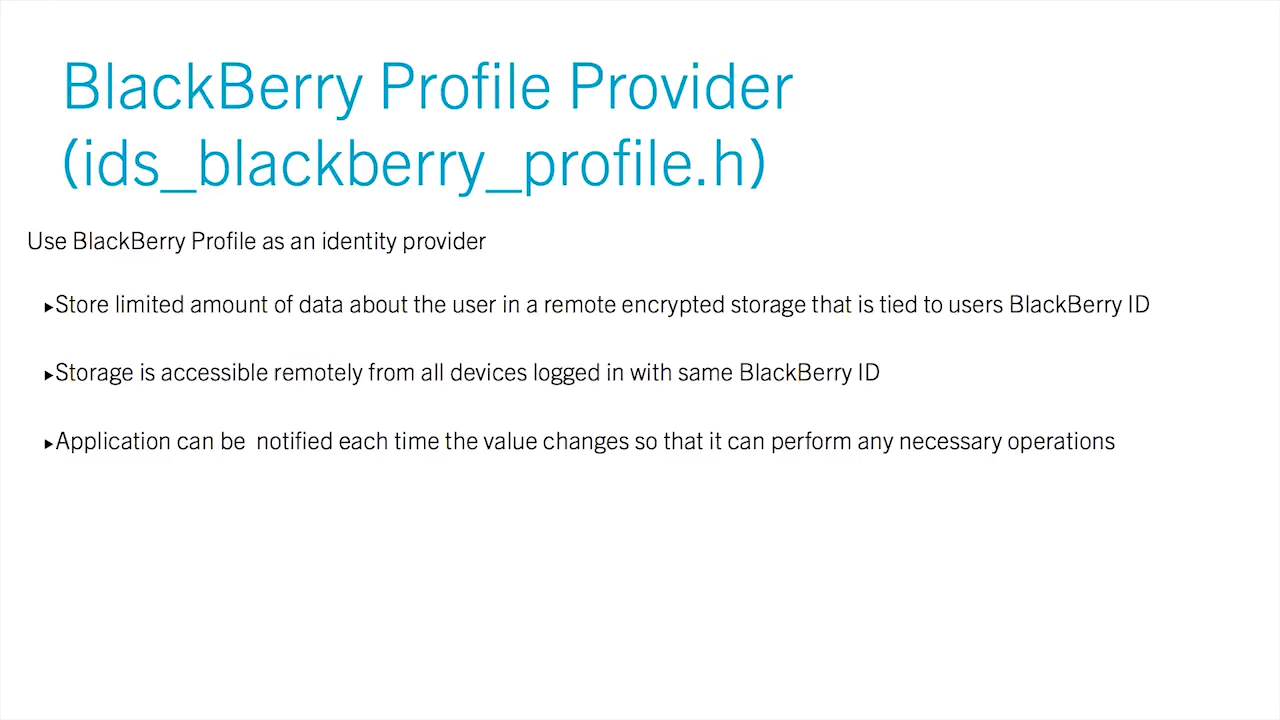 BlackBerry Profile Provider
(ids_blackberry_profile.h)
Use BlackBerry Profile as an identity provider
▸Store limited amount of data about the user in a remote encrypted storage that is tied to users BlackBerry ID
▸Storage is accessible remotely from all devices logged in with same BlackBerry ID
▸Application can be  notified each time the value changes so that it can perform any necessary operations